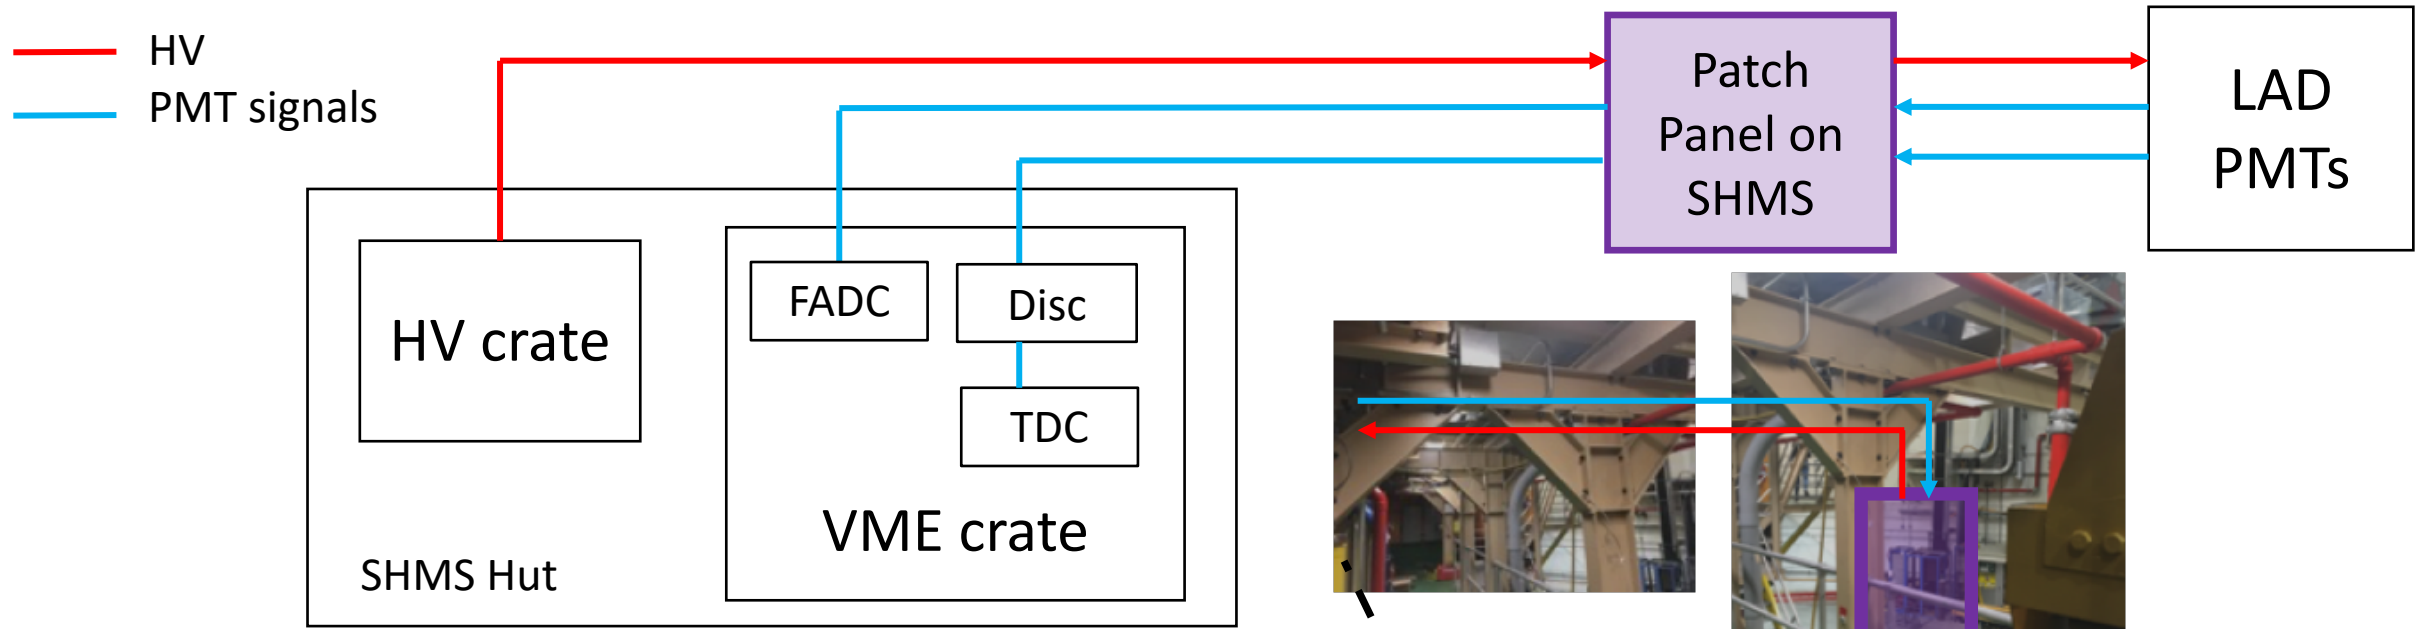 HV
PMT signals
Patch
Panel on
SHMS
LAD
PMTs
HV crate
FADC
Disc
TDC
VME crate
SHMS Hut